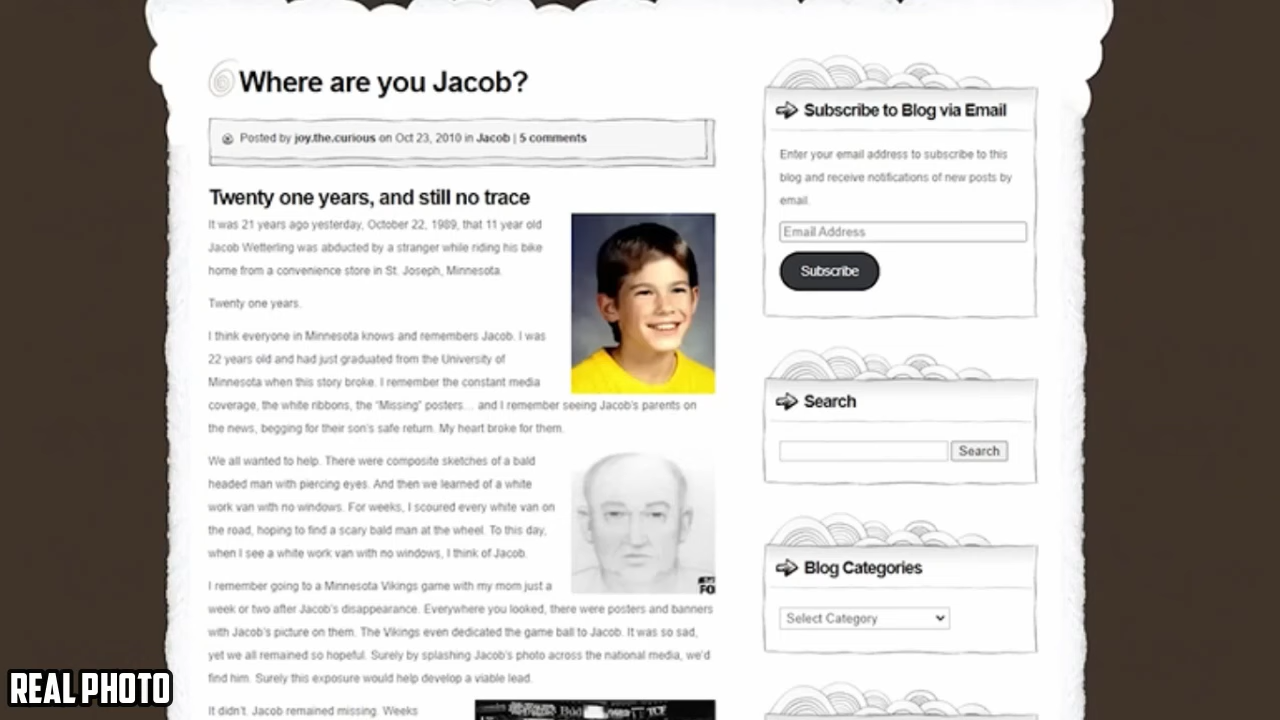 Where are you Jacob?
Posted by joy.the.curious on Oct 23, 2010 in Jacob | 5 comments
Twenty one years, and still no trace
It was 21 years ago yesterday, October 22, 1989, that 11 year old
Jacob Wetterling was abducted by a stranger while riding his bike
home from a convenience store in St. Joseph, Minnesota.
Twenty one years.
I think everyone in Minnesota knows and remembers Jacob. I was
22 years old and had just graduated from the University of
Minnesota when this story broke. I remember the constant media
coverage, the white ribbons, the “Missing” posters… and I remember seeing Jacob’s parents on
the news, begging for their son’s safe return. My heart broke for them.
We all wanted to help. There were composite sketches of a bald
headed man with piercing eyes. And then we learned of a white
work van with no windows. For weeks, I scoured every white van on
the road, hoping to find a scary bald man at the wheel. To this day,
when I see a white work van with no windows, I think of Jacob.
FO
I remember going to a Minnesota Vikings game with my mom just a
week or two after Jacob’s disappearance. Everywhere you looked, there were posters and banners
with Jacob’s picture on them. The Vikings even dedicated the game ball to Jacob. It was so sad,
yet we all remained so hopeful. Surely by splashing Jacob’s photo across the national media, we’d
find him. Surely this exposure would help develop a viable lead.
It didn’t. Jacob remained missing. Weeks
Subscribe to Blog via Email
Enter your email address to subscribe to this
blog and receive notifications of new posts by
email.
Email Address
Subscribe
Search
Search
Blog Categories
Select Category
REAL PHOTO